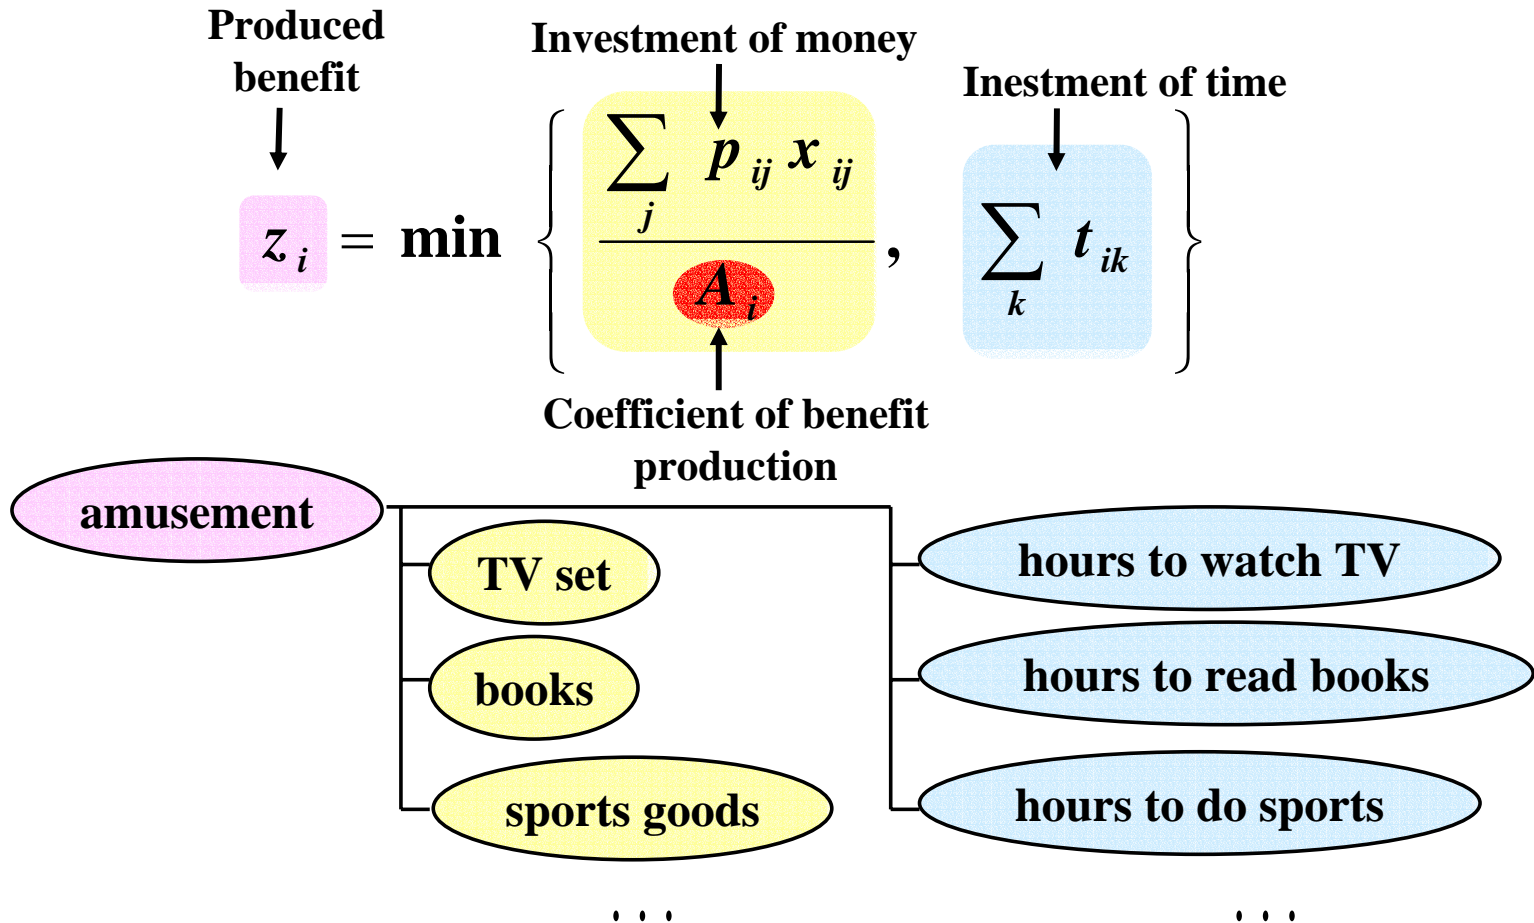 Produced
benefit
Investment of money
Inestment of time
z i = min { ∑ j p ij x ij / A i , ∑ k t ik }
Coefficient of benefit
production
amusement
TV set
books
sports goods
hours to watch TV
hours to read books
hours to do sports
. . .
. . .